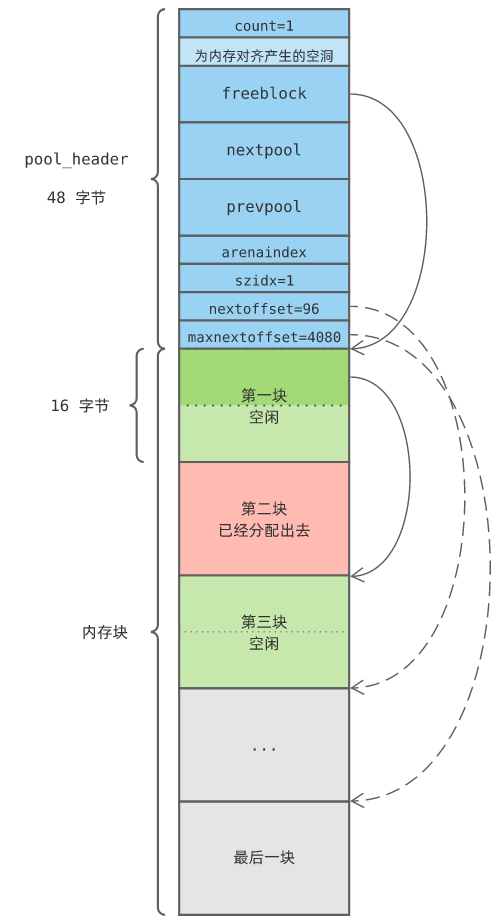 count=1
为内存对齐产生的空洞
freeblock
nextpool
prevpool
arenaindex
szidx=1
nextoffset=96
maxnextoffset=4080
pool_header
48 字节
16 字节
第一块
空闲
第二块
已经分配出去
第三块
空闲
内存块
...
最后一块